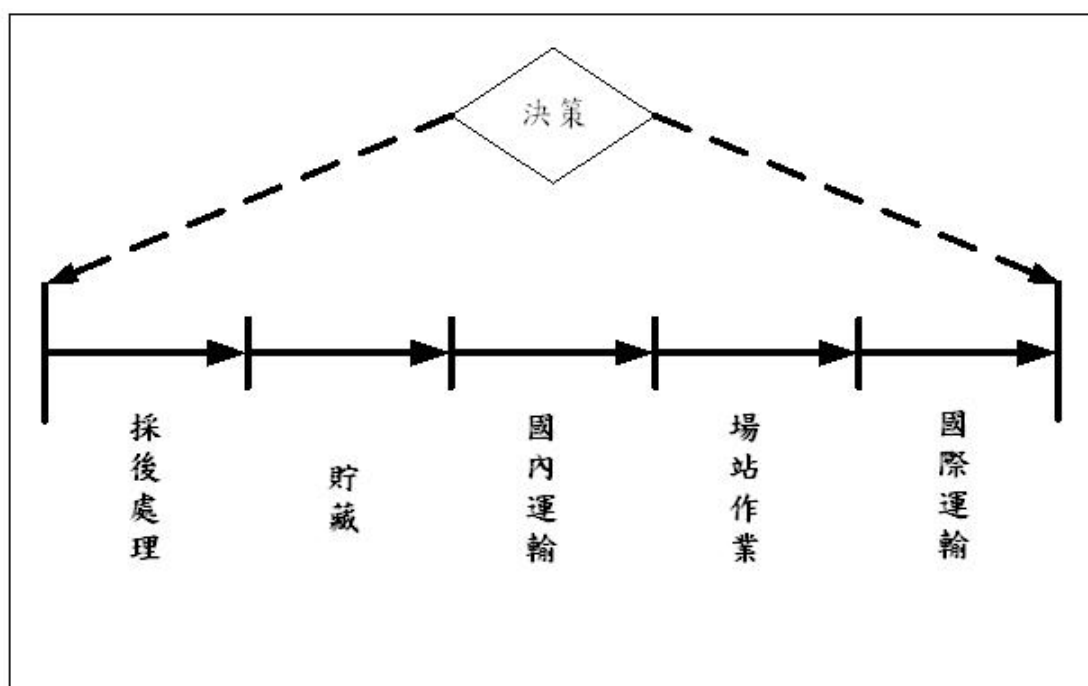 決策
採後處理
貯藏
國內運輸
場站作業
國際運輸